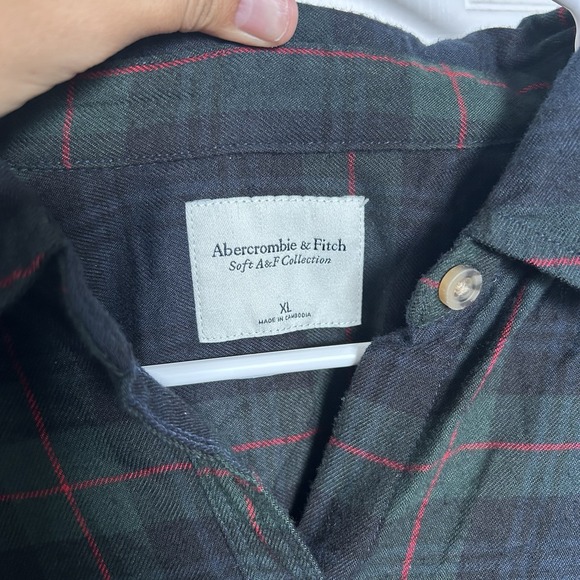 Abercrombie & Fitch
Soft A&F Collection
XL
MADE IN CAMBODIA